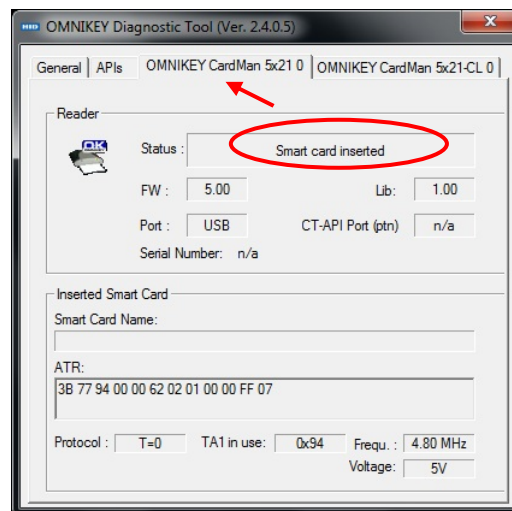 HID OMNIKEY Diagnostic Tool (Ver. 2.4.0.5) X
General APIs OMNIKEY CardMan 5x21 0 OMNIKEY CardMan 5x21-CL 0
Reader
OK
Status : Smart card inserted
FW : 5.00 Lib: 1.00
Port : USB CT-API Port (ptn) n/a
Serial Number: n/a
Inserted Smart Card
Smart Card Name:
ATR:
3B 77 94 00 00 62 02 01 00 00 FF 07
Protocol : T=0 TA1 in use: 0x94 Frequ. : 4.80 MHz
Voltage: 5V